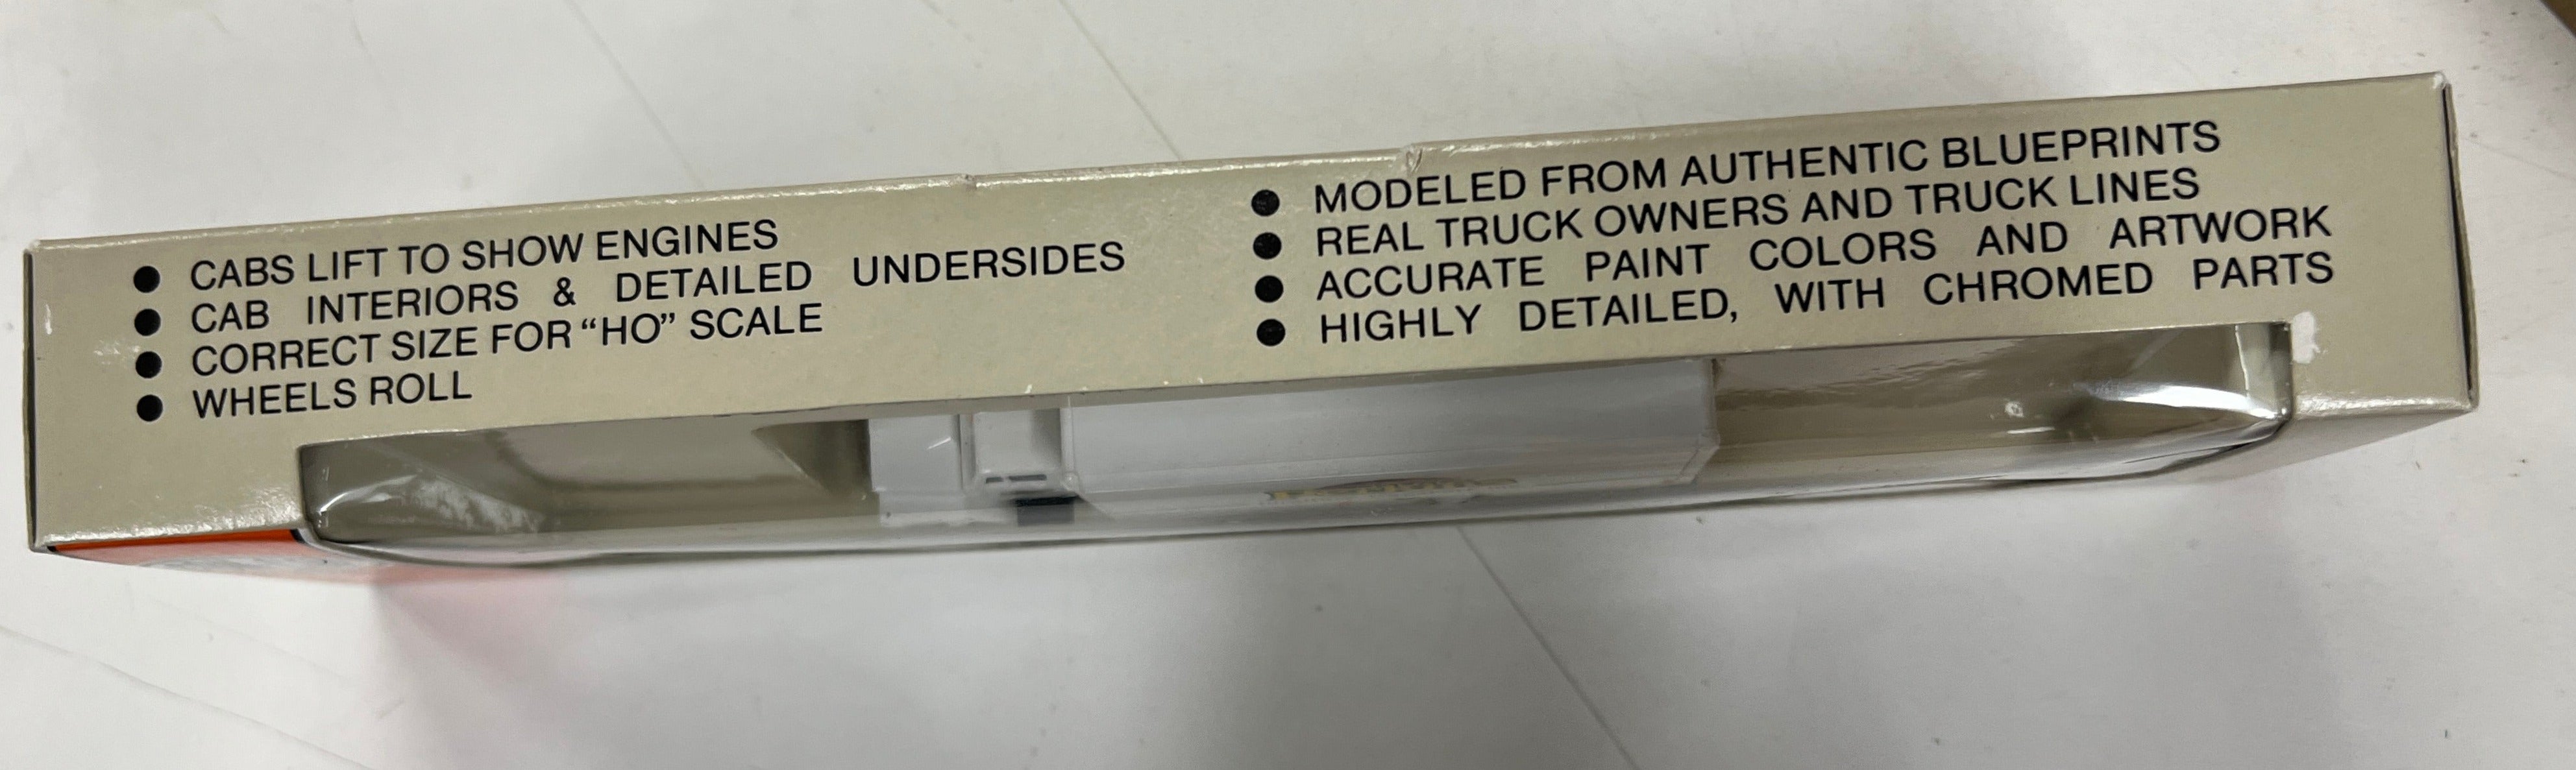 ● CABS LIFT TO SHOW ENGINES
● CAB INTERIORS & DETAILED UNDERSIDES
● CORRECT SIZE FOR “HO” SCALE
● WHEELS ROLL
● MODELED FROM AUTHENTIC BLUEPRINTS
● REAL TRUCK OWNERS AND TRUCK LINES
● ACCURATE PAINT COLORS AND ARTWORK
● HIGHLY DETAILED, WITH CHROMED PARTS